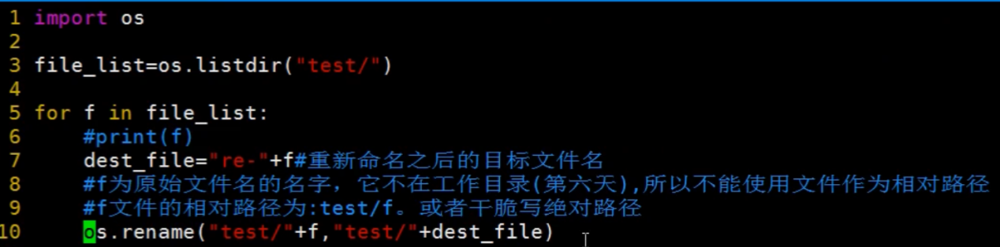 1 import os
2
3 file_list=os.listdir("test/")
4
5 for f in file_list:
6     #print(f)
7     dest_file="re-"+f#重新命名之后的目标文件名
8     #f为原始文件名的名字，它不在工作目录(第六天),所以不能使用文件作为相对路径
9     #f文件的相对路径为:test/f。或者干脆写绝对路径
10     os.rename("test/"+f,"test/"+dest_file)